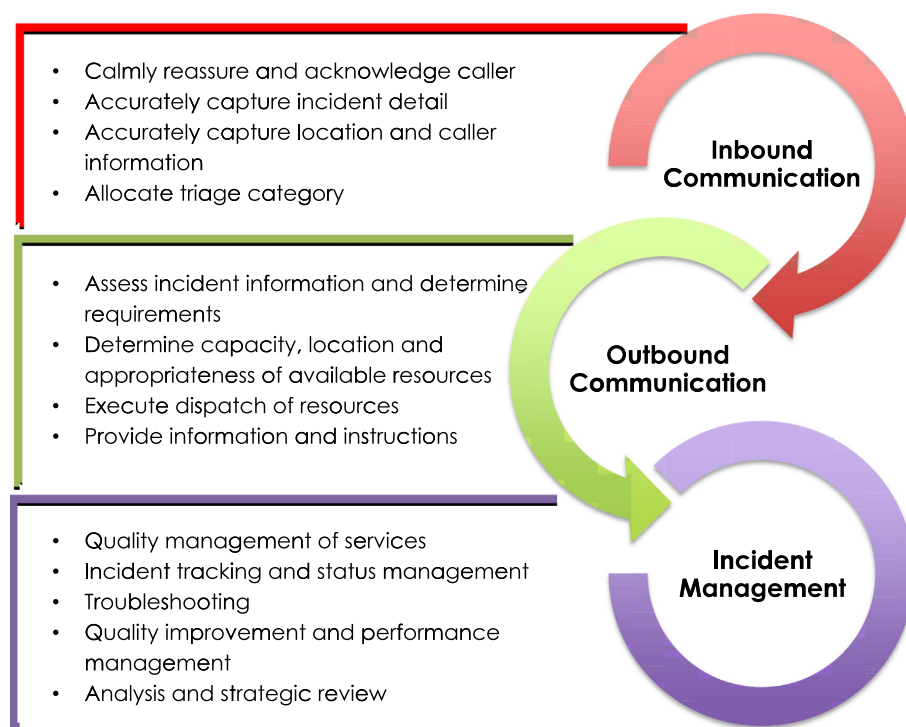 • Calmly reassure and acknowledge caller
• Accurately capture incident detail
• Accurately capture location and caller
information
• Allocate triage category
Inbound
Communication
• Assess incident information and determine
requirements
• Determine capacity, location and
appropriateness of available resources
• Execute dispatch of resources
• Provide information and instructions
Outbound
Communication
• Quality management of services
• Incident tracking and status management
• Troubleshooting
• Quality improvement and performance
management
• Analysis and strategic review
Incident
Management